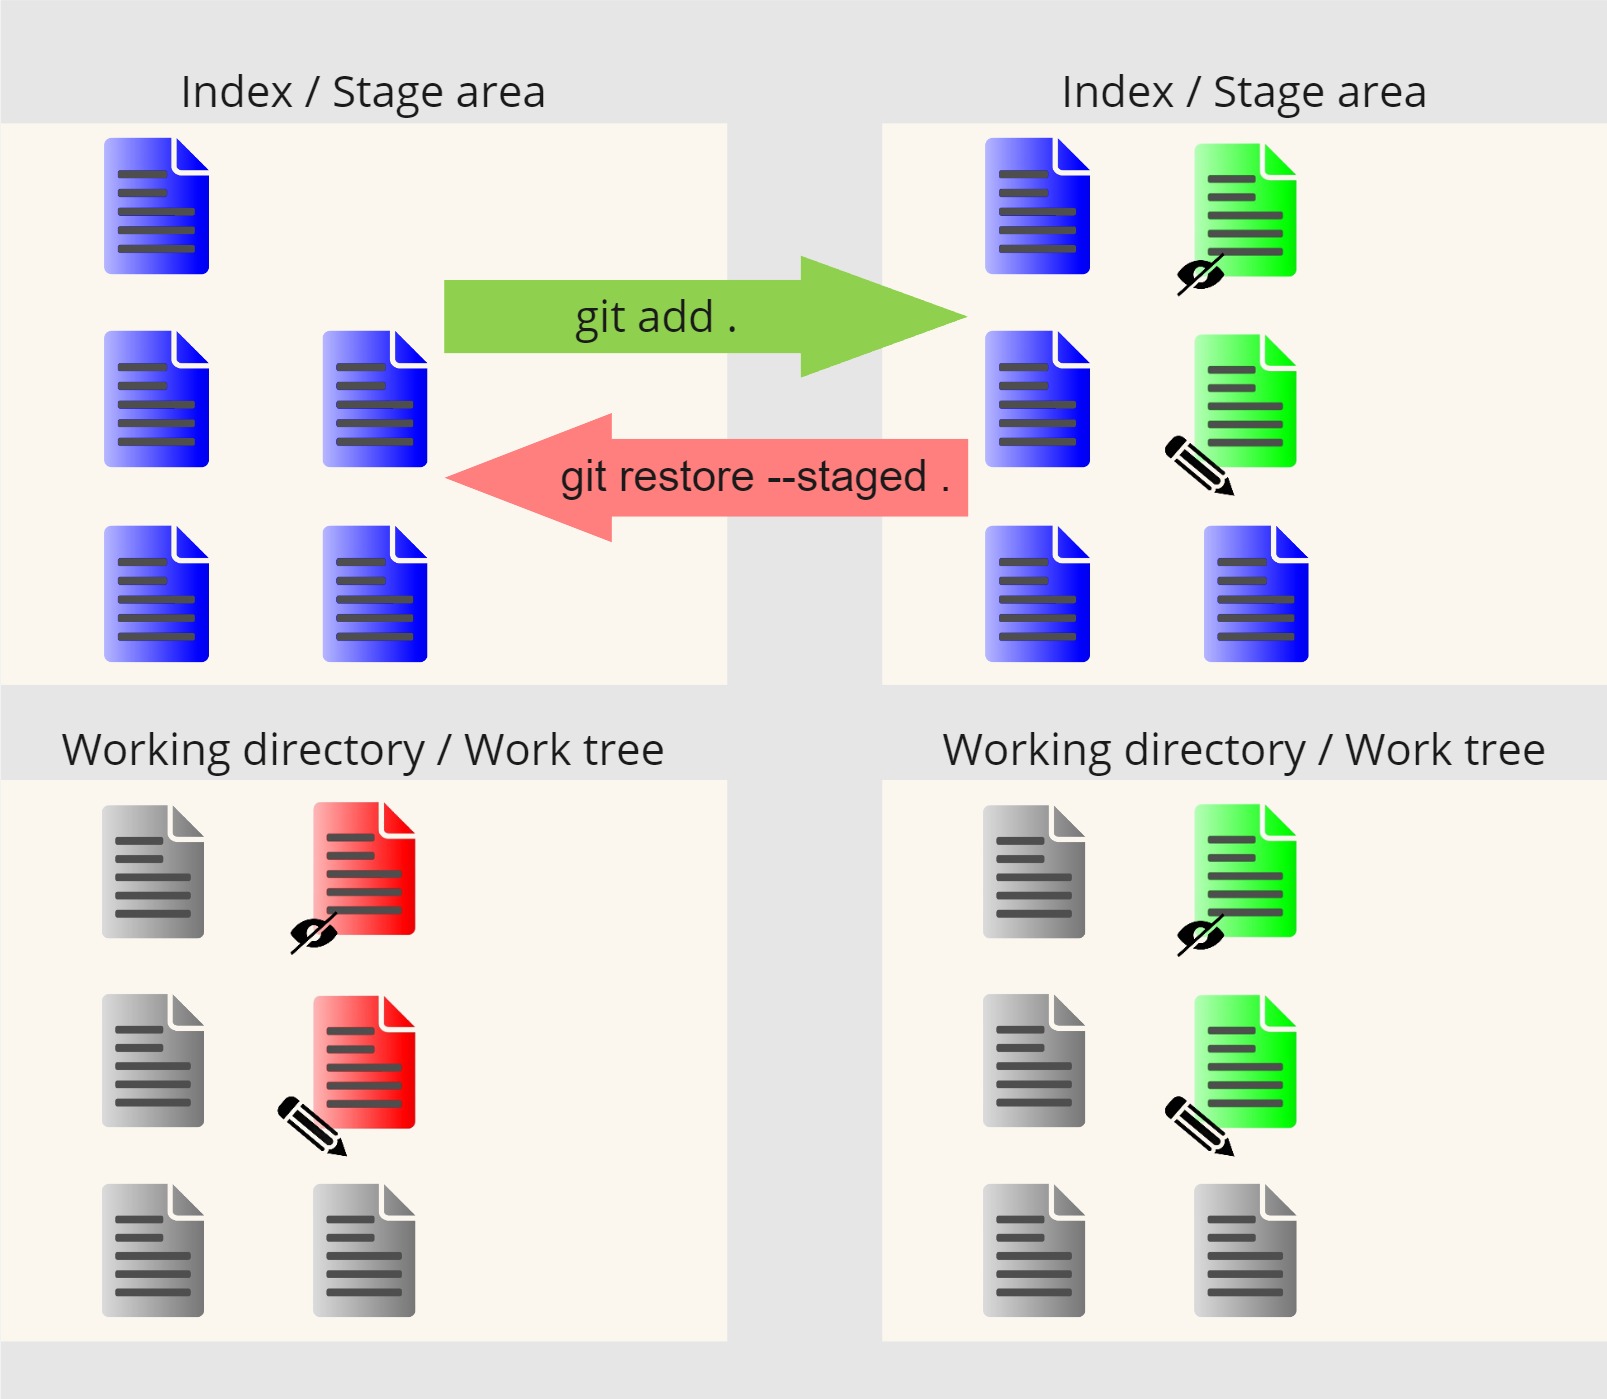 Index / Stage area
Index / Stage area
git add .
git restore --staged .
Working directory / Work tree
Working directory / Work tree